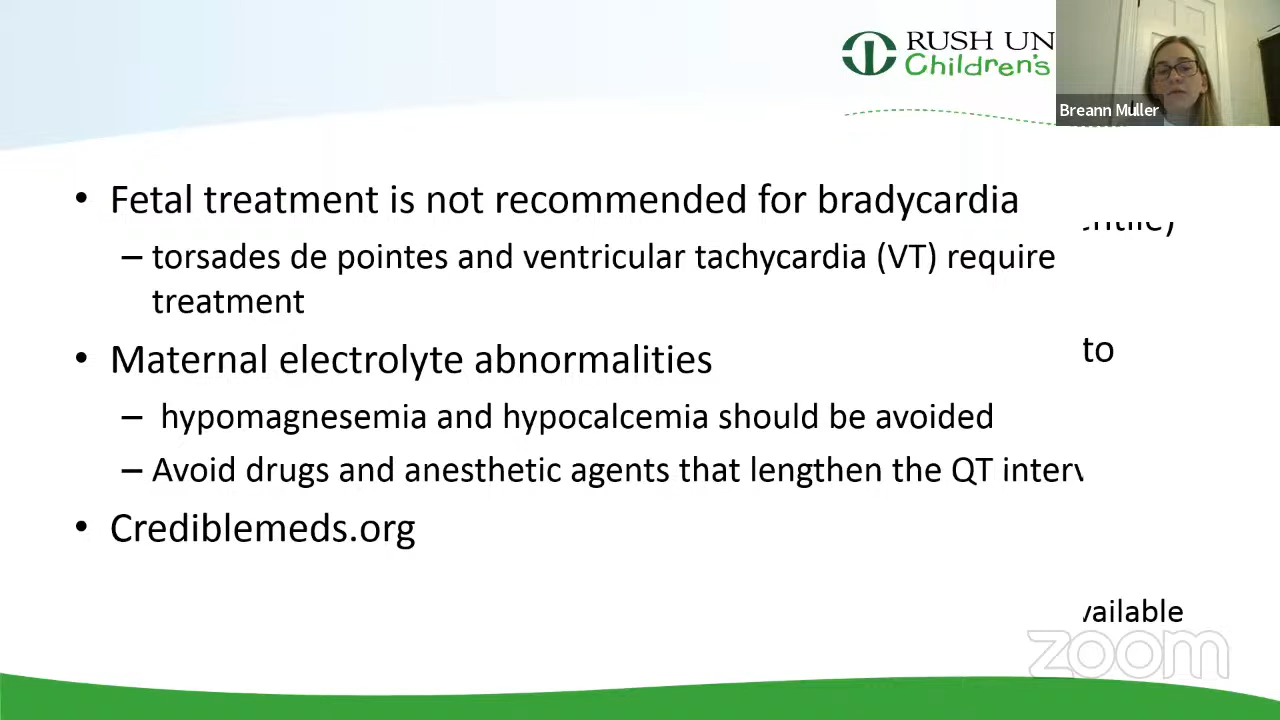 RUSH UN
Children's
Breann Muller
• Fetal treatment is not recommended for bradycardia
– torsades de pointes and ventricular tachycardia (VT) require
treatment
to
• Maternal electrolyte abnormalities
– hypomagnesemia and hypocalcemia should be avoided
– Avoid drugs and anesthetic agents that lengthen the QT
• Crediblemeds.org
zoom